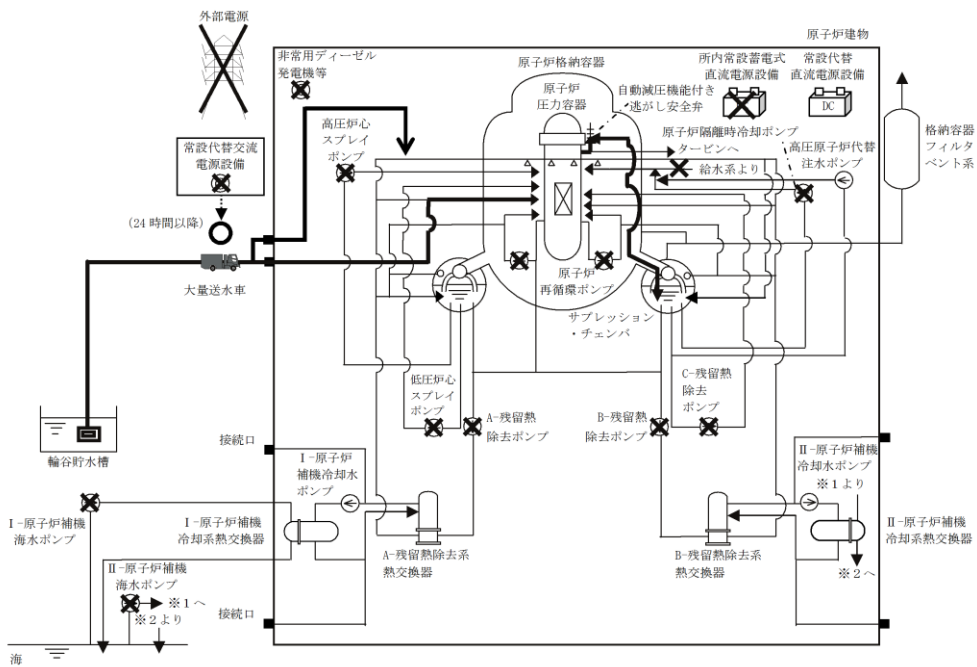 外部電源
原子炉建物
非常用ディーゼル
発電機等
原子炉格納容器
所内常設蓄電式
直流電源設備
常設代替
直流電源設備
DC
原子炉
圧力容器
自動減圧機能付き
逃がし安全弁
高圧炉心
スプレイ
ポンプ
原子炉隔離時冷却ポンプ
タービンへ
高圧原子炉代替
注水ポンプ
給水系より
格納容器
フィルタ
ベント系
常設代替交流
電源設備
(24時間以降)
大量送水車
原子炉
再循環ポンプ
サプレッション
・チェンバ
低圧炉心
スプレイ
ポンプ
A-残留熱
除去ポンプ
B-残留熱
除去ポンプ
C-残留熱
除去
ポンプ
輪谷貯水槽
接続口
Ⅰ-原子炉
補機冷却水
ポンプ
Ⅱ-原子炉補機
冷却水ポンプ
※1より
Ⅰ-原子炉補機
海水ポンプ
Ⅰ-原子炉補機
冷却系熱交換器
A-残留熱除去系
熱交換器
B-残留熱除去系
熱交換器
Ⅱ-原子炉補機
冷却系熱交換器
※2へ
Ⅱ-原子炉補機
海水ポンプ
※1へ
※2より
接続口
海